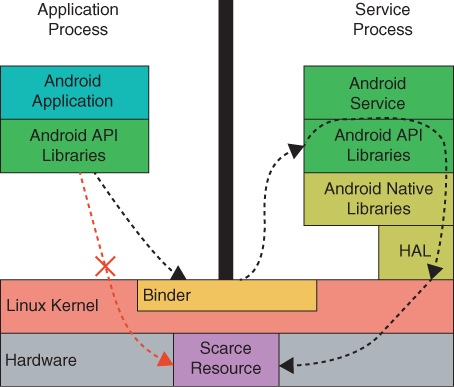 Application
Process
Service
Process
Android
Application
Android API
Libraries
Android
Service
Android API
Libraries
Android Native
Libraries
HAL
Binder
Linux Kernel
Hardware
Scarce
Resource